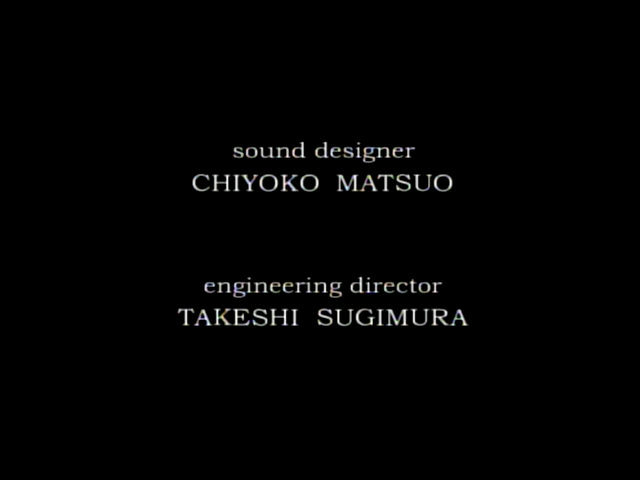 sound designer
CHIYOKO MATSUO
engineering director
TAKESHI SUGIMURA